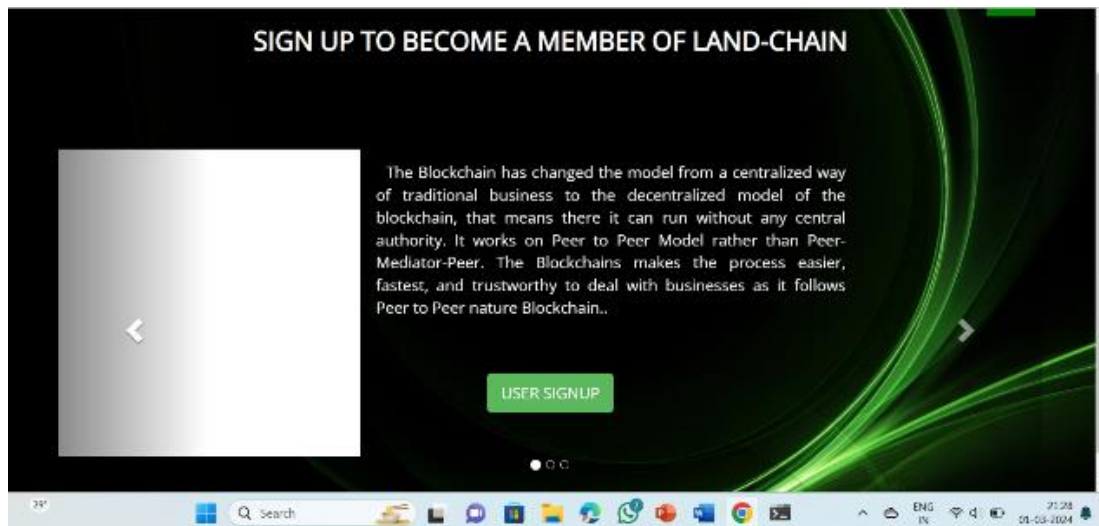 SIGN UP TO BECOME A MEMBER OF LAND-CHAIN
The Blockchain has changed the model from a centralized way
of traditional business to the decentralized model of the
blockchain, that means there it can run without any central
authority. It works on Peer to Peer Model rather than Peer-
Mediator-Peer. The Blockchains makes the process easier,
fastest, and trustworthy to deal with businesses as it follows
Peer to Peer nature Blockchain..
USER SIGNUP
29°
Search
ENG
IN
21:28
01-03-2024